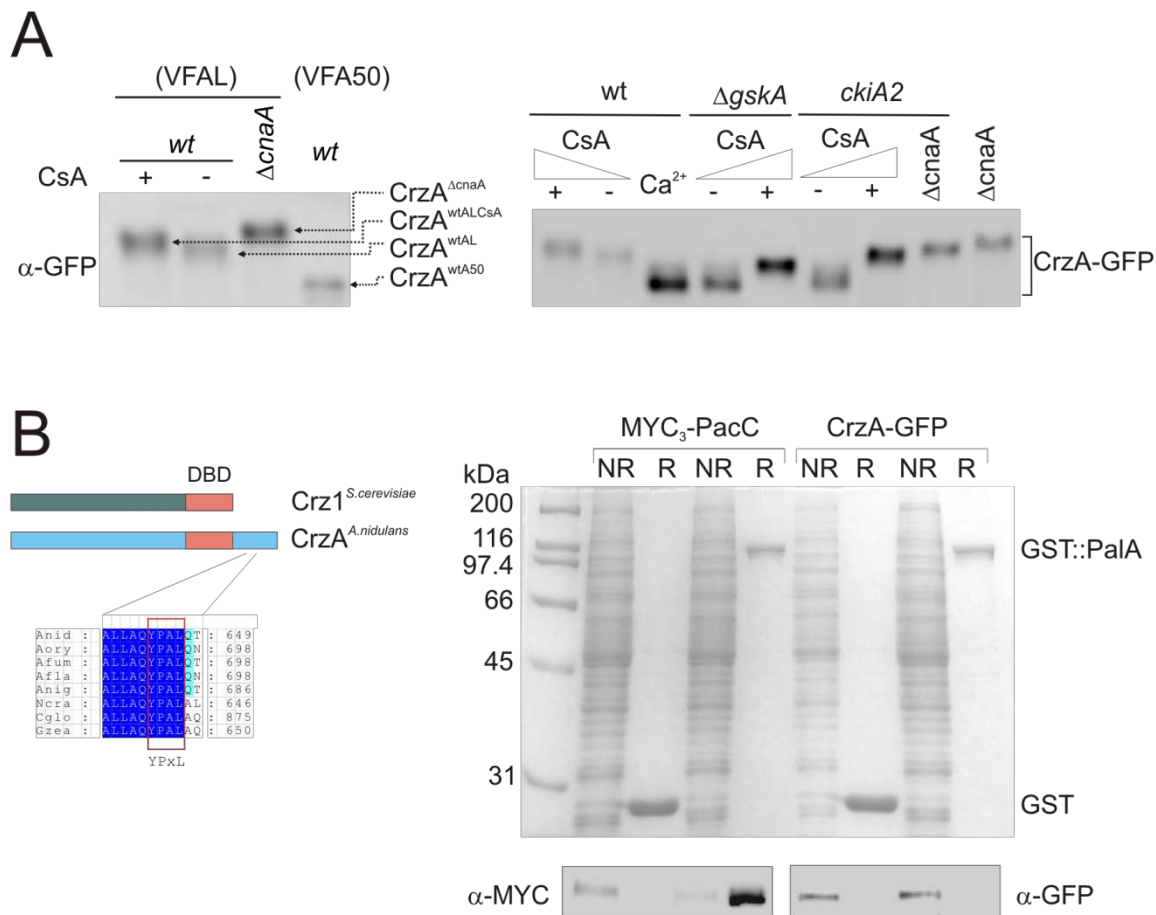 A
(VFAL) (VFA50)
wt ΔcnaA wt
CsA + -
α-GFP
CrzA^ΔcnaA
CrzA^wtALCsA
CrzA^wtAL
CrzA^wtA50
wt ΔgskA ckiA2
CsA CsA CsA ΔcnaA ΔcnaA
+ - Ca²⁺ - + - +
CrzA-GFP
B
DBD
Crz1^S.cerevisiae
CrzA^A.nidulans
Anid : ALLAQYPALQT : 649
Aory : ALLAQYPALQN : 698
Afum : ALLAQYPALQT : 698
Afla : ALLAQYPALQN : 698
Anig : ALLAQYPALQT : 686
Ncra : ALLAQYPALAL : 646
Cglo : ALLAQYPALAQ : 875
Gzea : ALLAQYPALAQ : 650
YPxL
MYC₃-PacC CrzA-GFP
kDa NR R NR R NR R NR R
200
116
97.4
66
45
31
GST::PalA
GST
α-MYC α-GFP